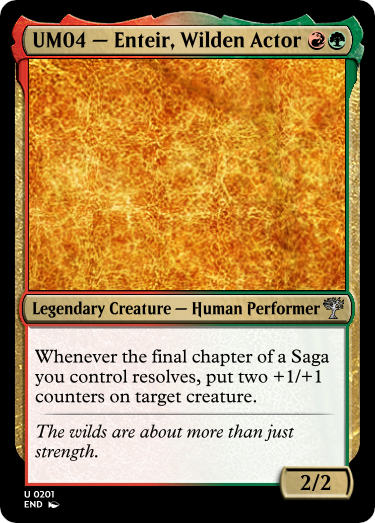 UM04 — Enteir, Wilden Actor
Legendary Creature — Human Performer
Whenever the final chapter of a Saga
you control resolves, put two +1/+1
counters on target creature.
The wilds are about more than just
strength.
2/2
U 0201
END